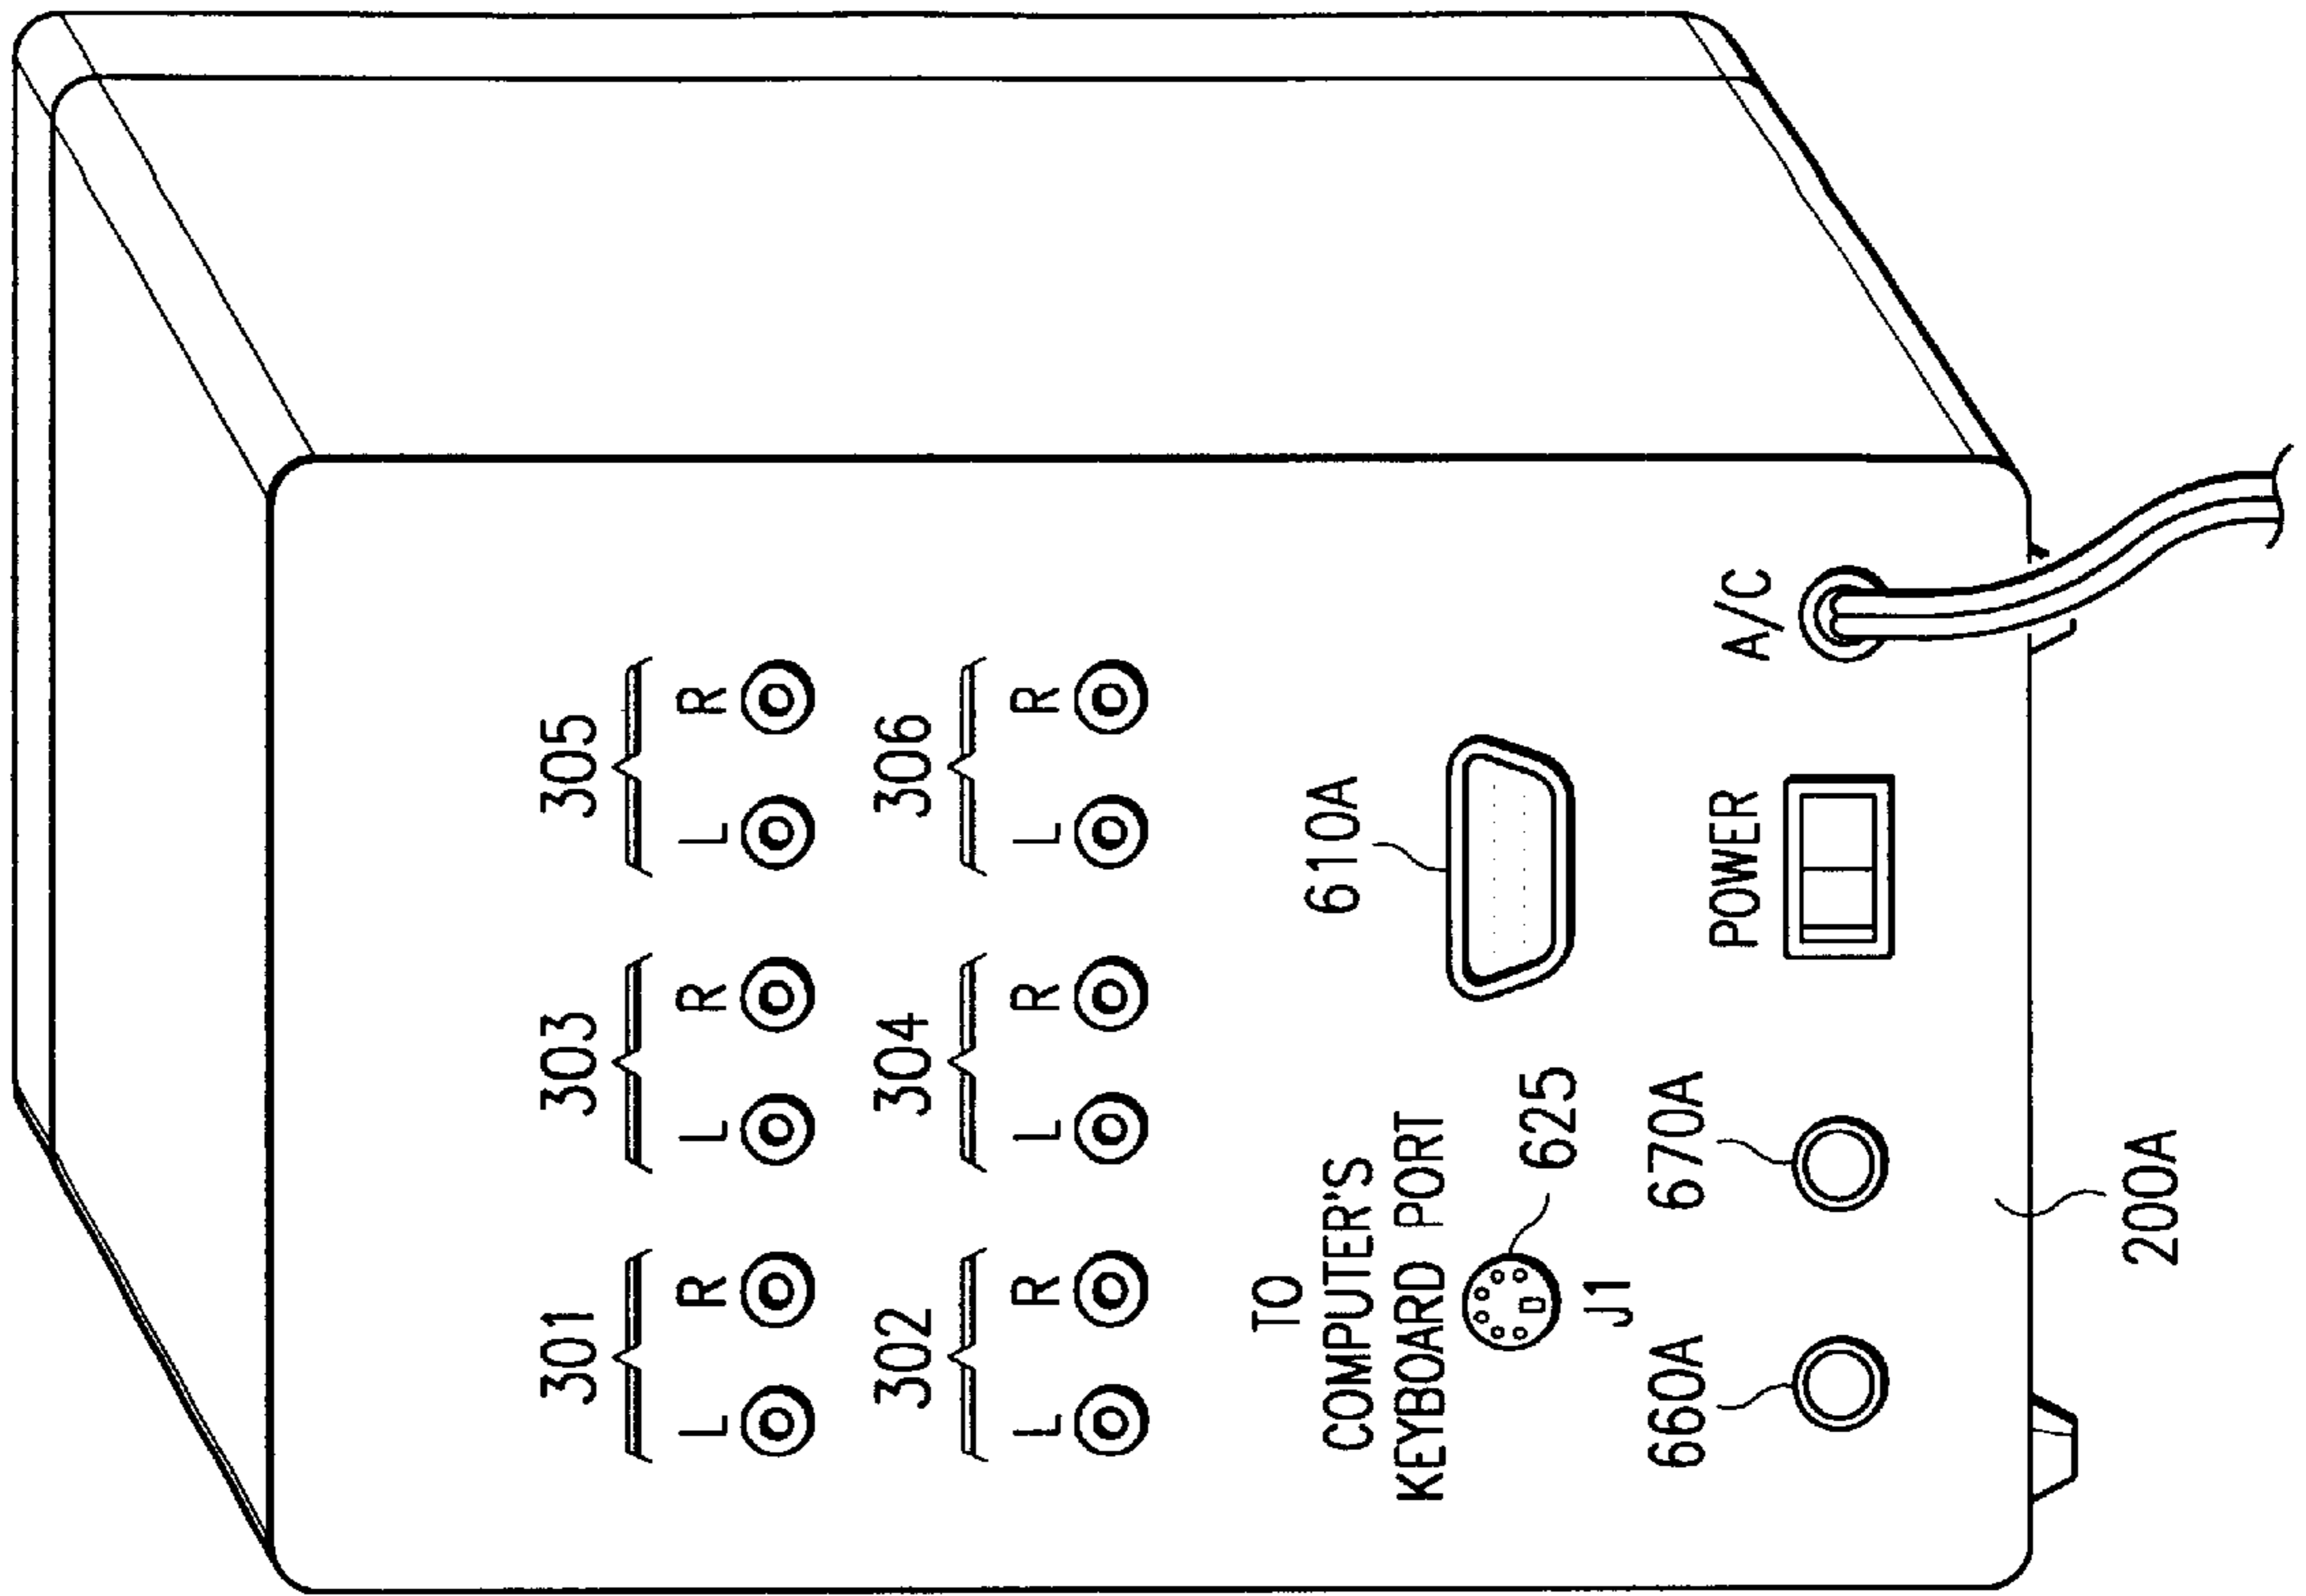 301
303
305
L
R
L
R
L
R
302
304
306
L
R
L
R
L
R
TO
COMPUTER'S
KEYBOARD PORT
610A
625
J1
660A
670A
POWER
A/C
200A